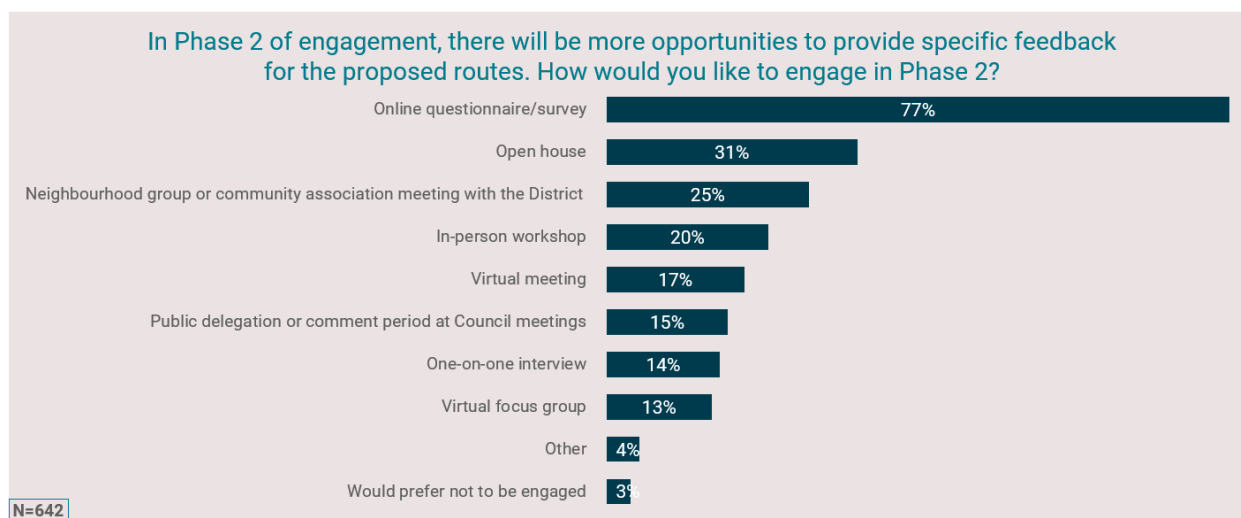 In Phase 2 of engagement, there will be more opportunities to provide specific feedback
for the proposed routes. How would you like to engage in Phase 2?
Online questionnaire/survey 77%
Open house 31%
Neighbourhood group or community association meeting with the District 25%
In-person workshop 20%
Virtual meeting 17%
Public delegation or comment period at Council meetings 15%
One-on-one interview 14%
Virtual focus group 13%
Other 4%
Would prefer not to be engaged 3%
N=642